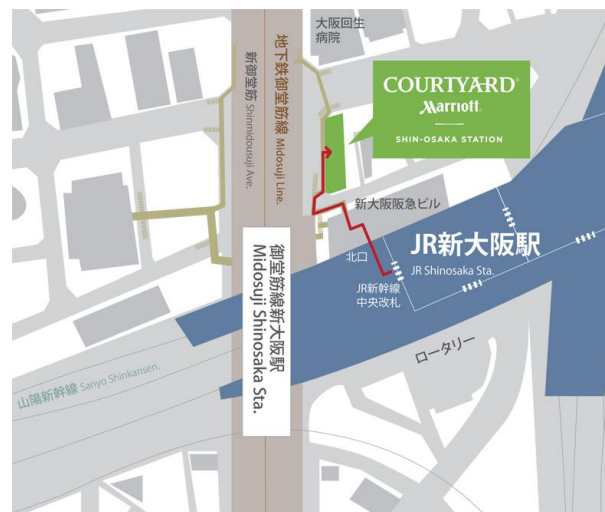 大阪回生
病院
地下鉄御堂筋線 Midosuji Line.
新御堂筋 Shinmidousuji Ave.
COURTYARD®
Marriott.
SHIN-OSAKA STATION
新大阪阪急ビル
北口
JR新大阪駅
JR Shinosaka Sta.
JR新幹線
中央改札
御堂筋線新大阪駅
Midosuji Shinosaka Sta.
ロータリー
山陽新幹線 Sanyo Shinkansen.